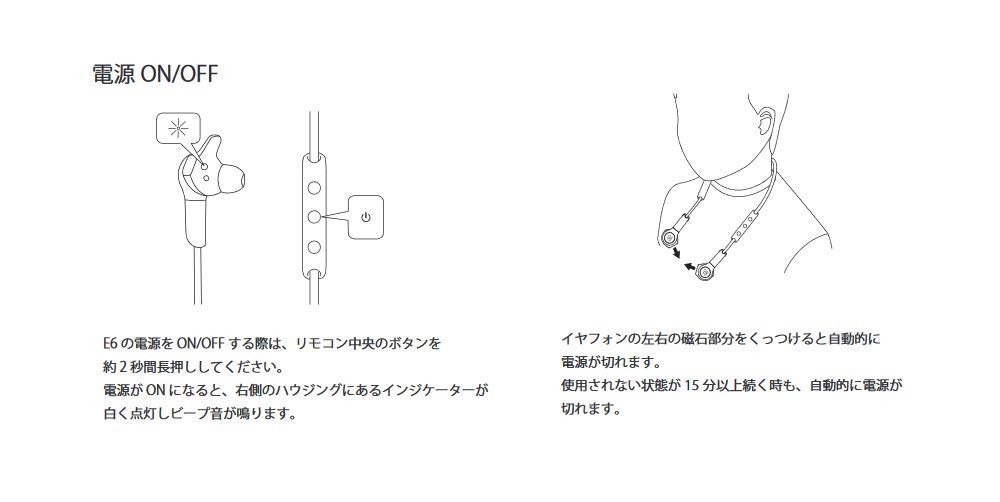 電源 ON/OFF
E6 の電源を ON/OFF する際は、リモコン中央のボタンを
約 2 秒間長押ししてください。
電源が ON になると、右側のハウジングにあるインジケーターが
白く点灯しビープ音が鳴ります。
イヤフォンの左右の磁石部分をくっつけると自動的に
電源が切れます。
使用されない状態が 15 分以上続く時も、自動的に電源が
切れます。